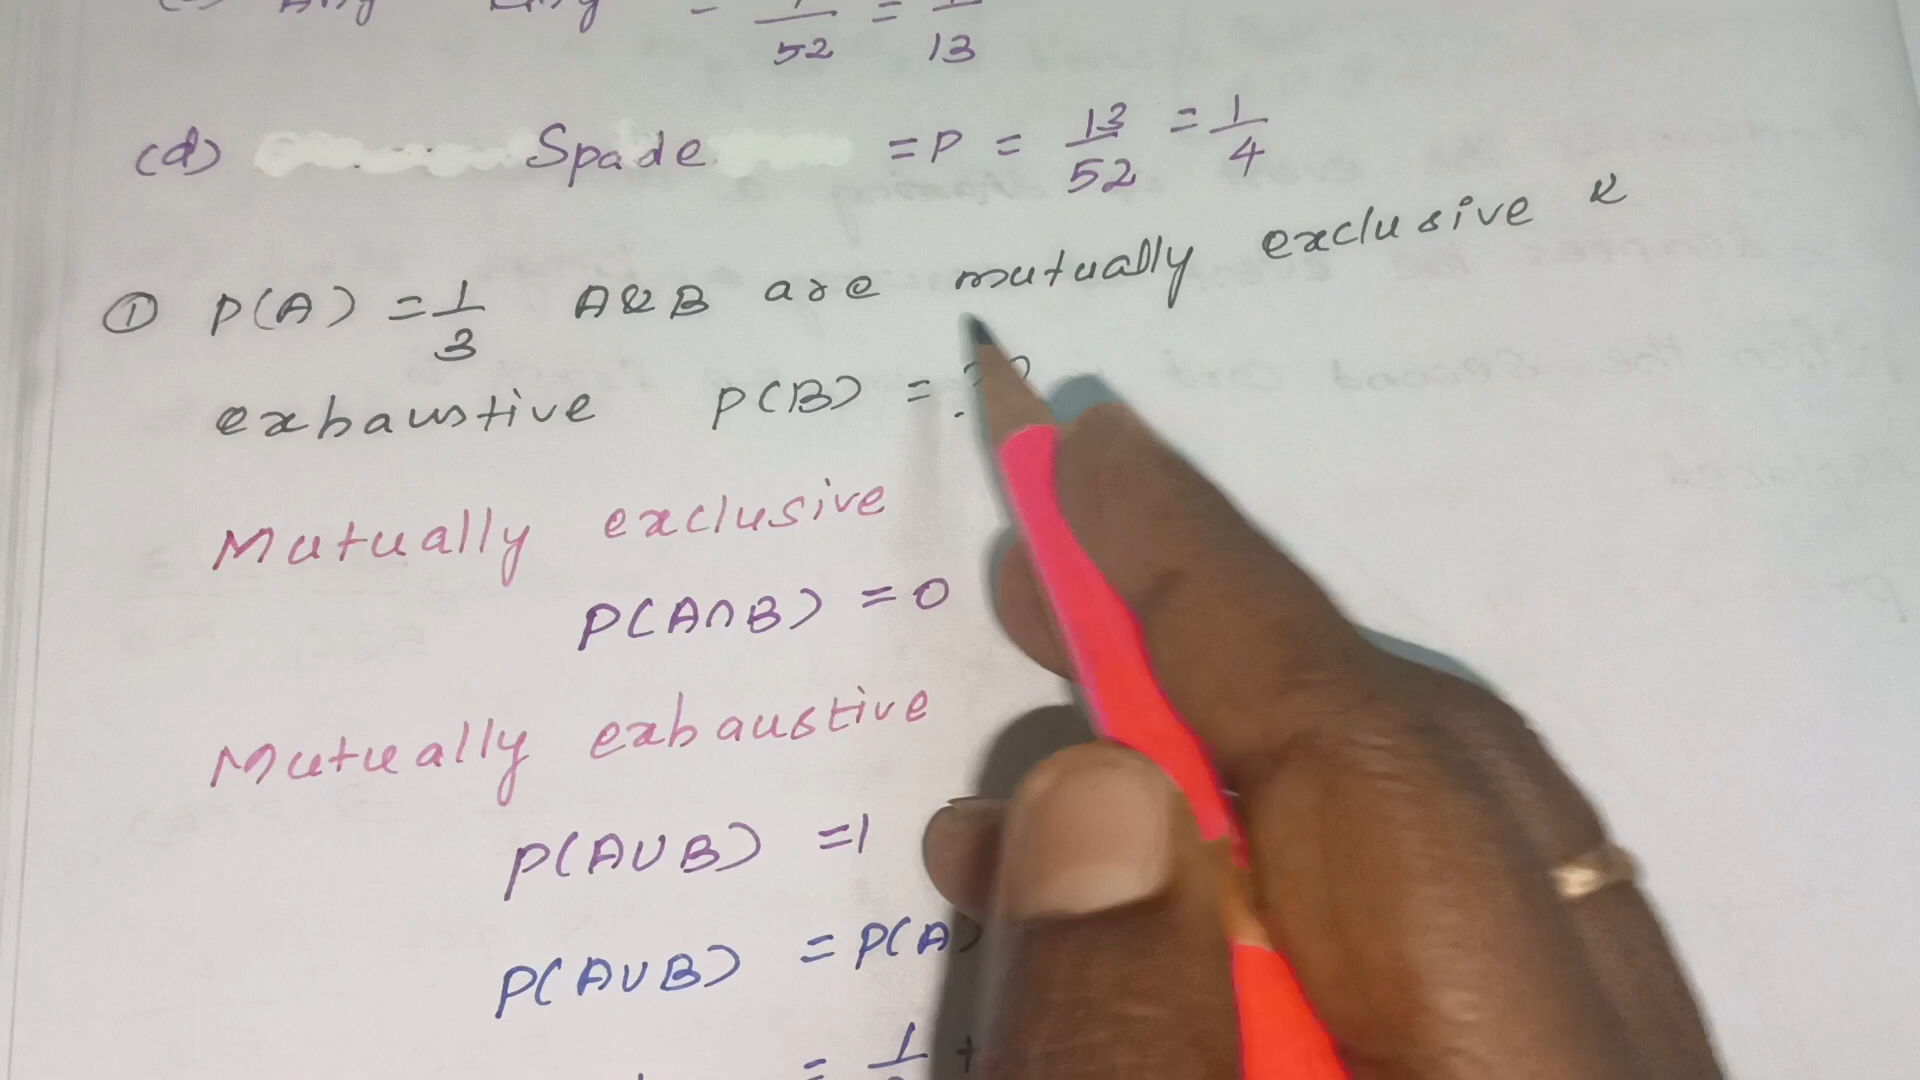 52 = 13
(d) Spade = P = 13/52 = 1/4
① P(A) = 1/3 A & B are mutually exclusive &
exhaustive P(B) = ?
Mutually exclusive
P(A∩B) = 0
Mutually exhaustive
P(A∪B) = 1
P(A∪B) = P(A)
= 1 +